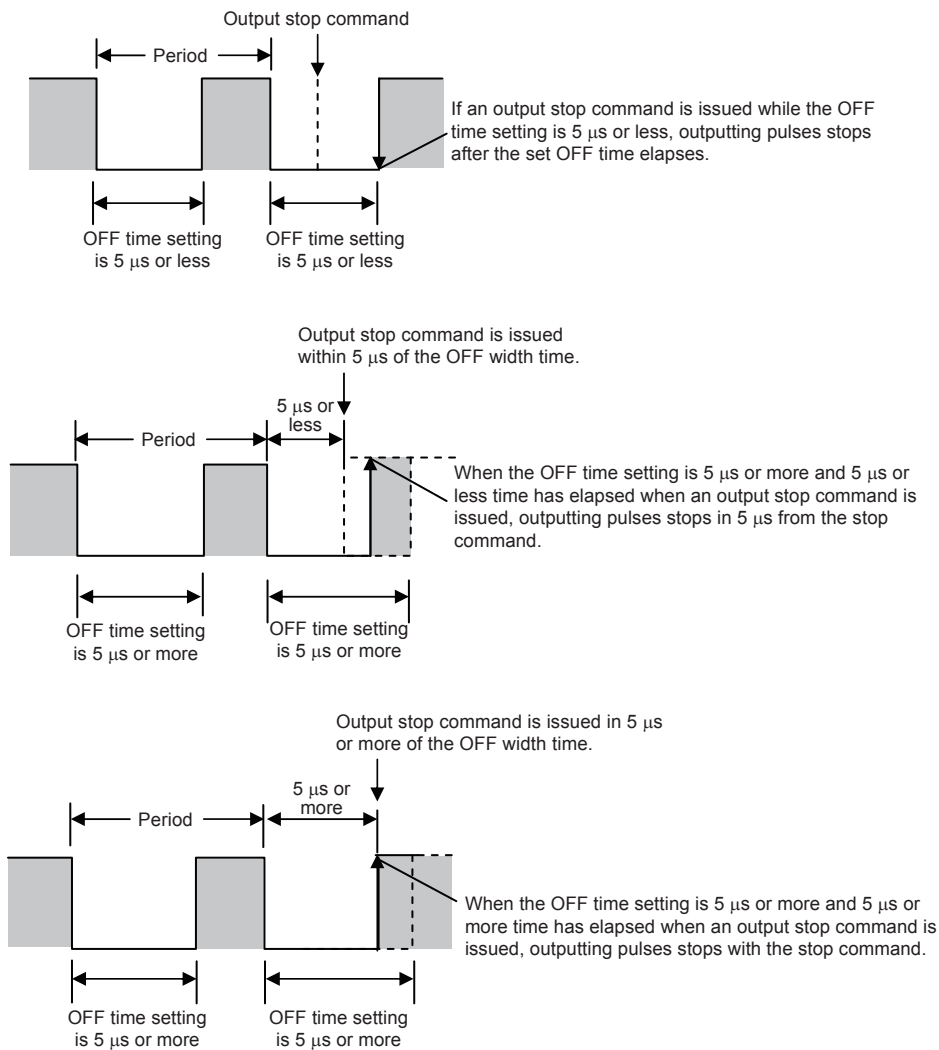 Output stop command
Period
If an output stop command is issued while the OFF
time setting is 5 μs or less, outputting pulses stops
after the set OFF time elapses.
OFF time setting
is 5 μs or less
OFF time setting
is 5 μs or less
Output stop command is issued
within 5 μs of the OFF width time.
5 μs or
less
Period
When the OFF time setting is 5 μs or more and 5 μs or
less time has elapsed when an output stop command is
issued, outputting pulses stops in 5 μs from the stop
command.
OFF time setting
is 5 μs or more
OFF time setting
is 5 μs or more
Output stop command is issued in 5 μs
or more of the OFF width time.
5 μs or
more
Period
When the OFF time setting is 5 μs or more and 5 μs or
more time has elapsed when an output stop command is
issued, outputting pulses stops with the stop command.
OFF time setting
is 5 μs or more
OFF time setting
is 5 μs or more